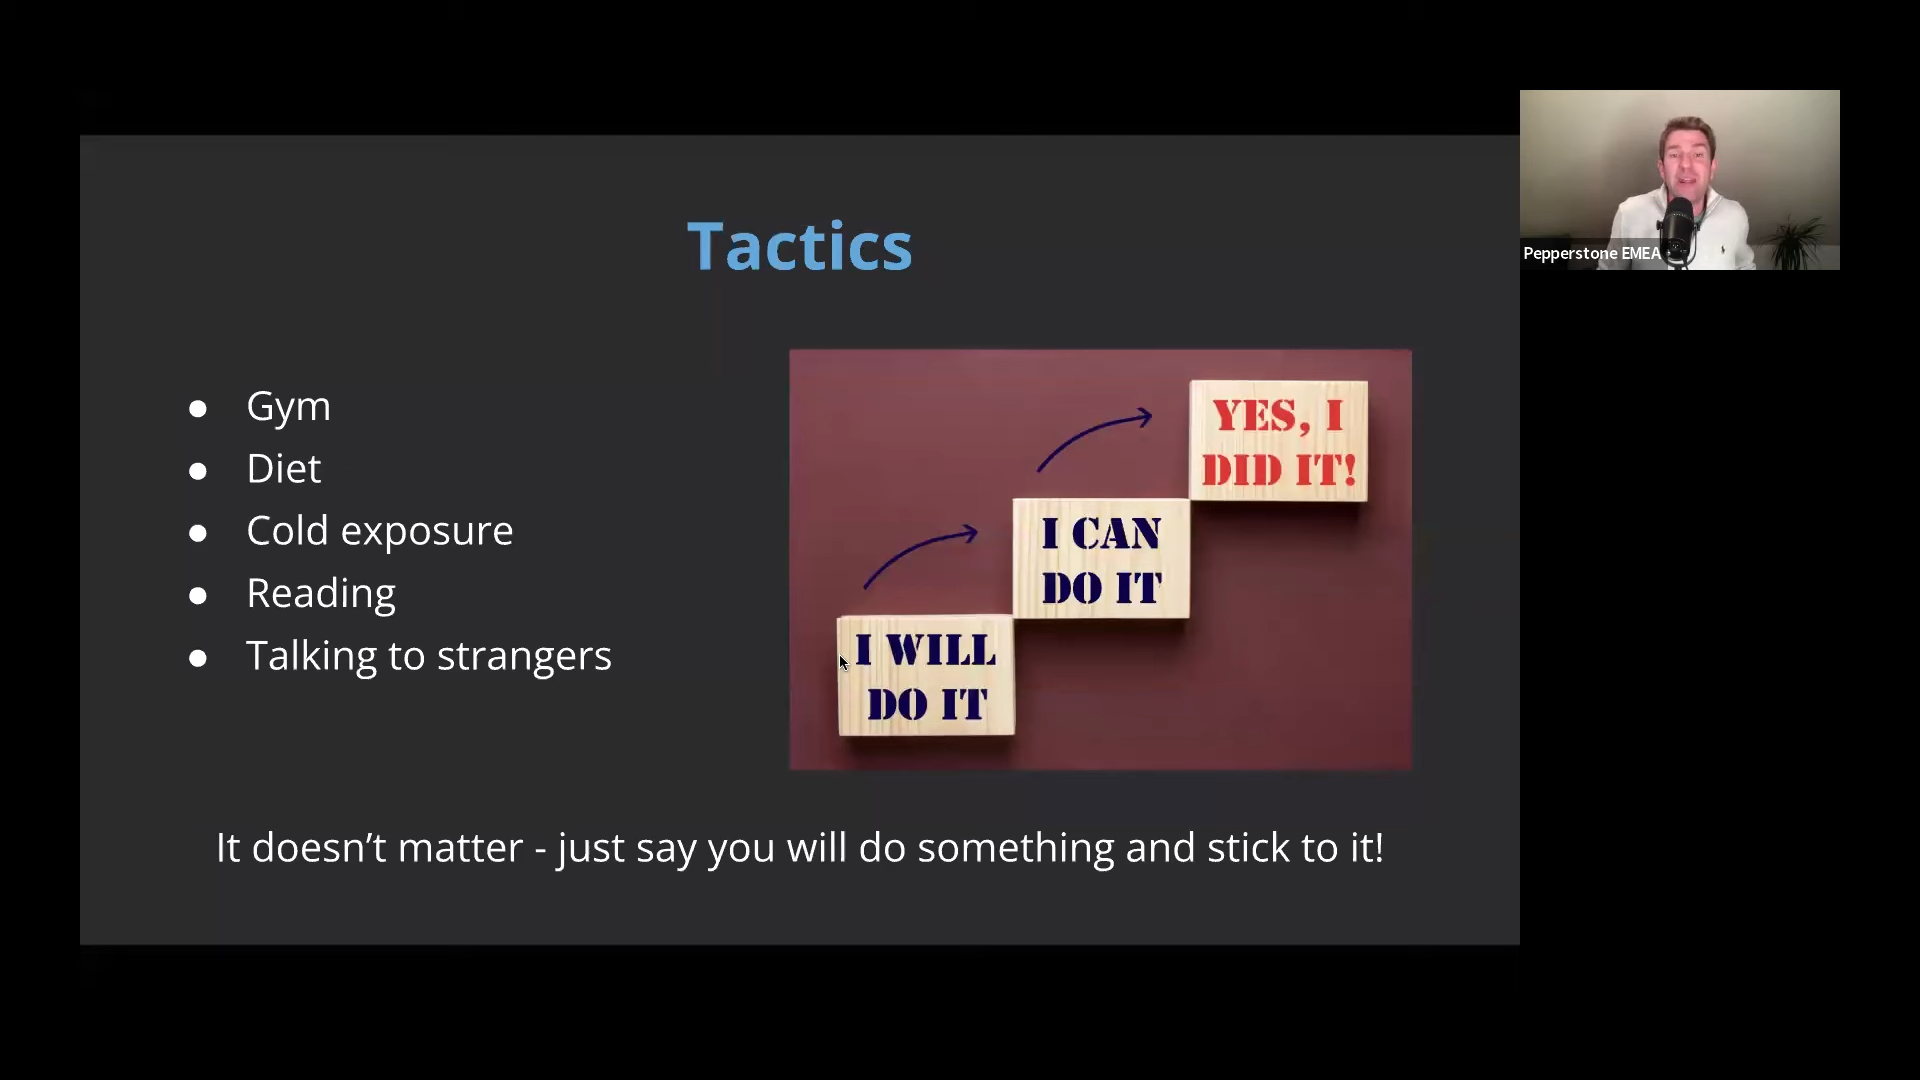 Tactics
Gym
Diet
Cold exposure
Reading
Talking to strangers
YES, I
DID IT!
I CAN
DO IT
I WILL
DO IT
It doesn’t matter - just say you will do something and stick to it!
Pepperstone EMEA